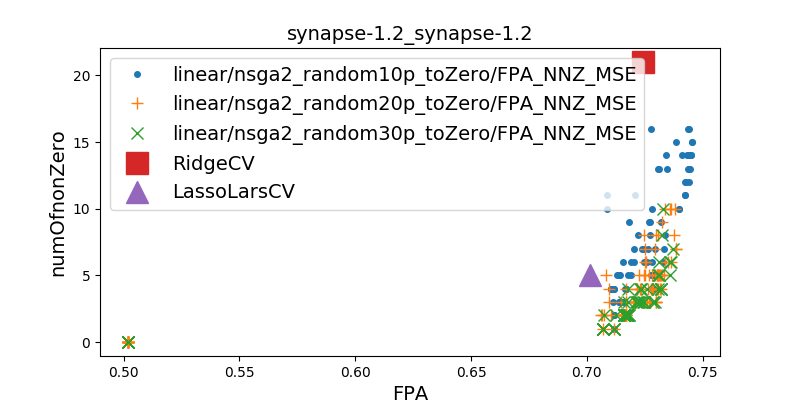 synapse-1.2_synapse-1.2
linear/nsga2_random10p_toZero/FPA_NNZ_MSE
linear/nsga2_random20p_toZero/FPA_NNZ_MSE
linear/nsga2_random30p_toZero/FPA_NNZ_MSE
RidgeCV
LassoLarsCV
numOfnonZero
20
15
10
5
0
0.50
0.55
0.60
0.65
0.70
0.75
FPA